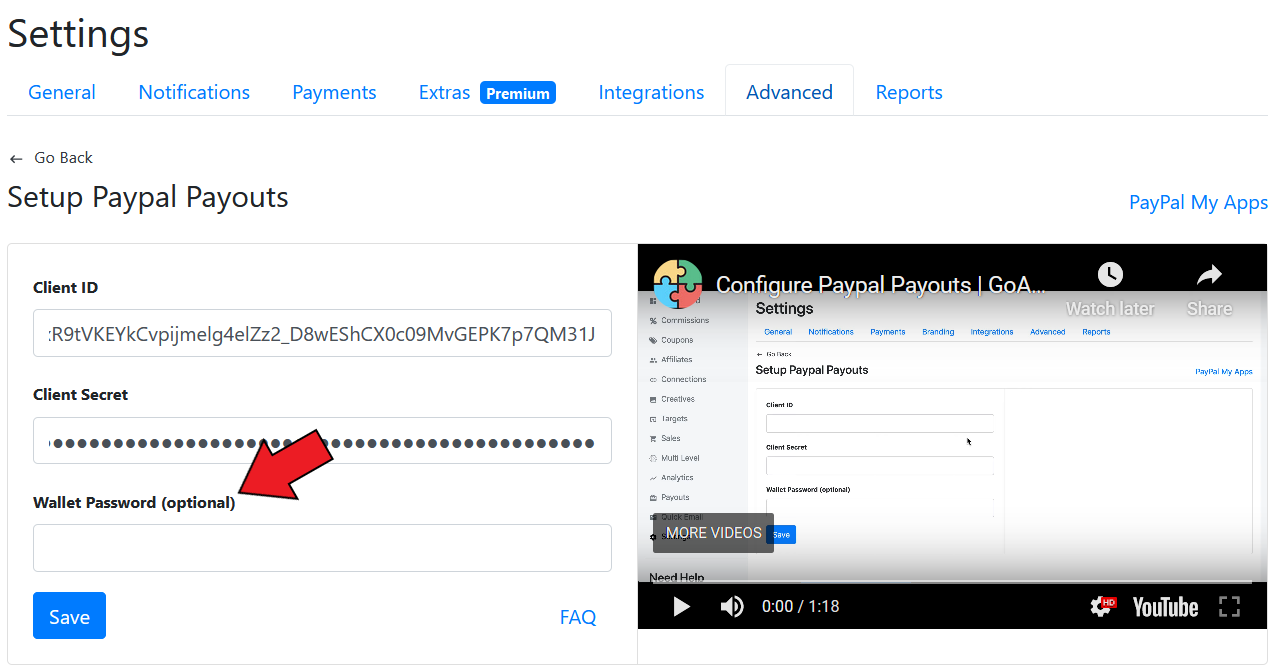 Settings
General Notifications Payments Extras Premium Integrations Advanced Reports
← Go Back
Setup Paypal Payouts
PayPal My Apps
Client ID
R9tVKEYkCvpijmelg4elZz2_D8wEShCX0c09MvGEPK7p7QM31J
Client Secret
Wallet Password (optional)
Save
FAQ
Configure Paypal Payouts | GoA...
Watch later
Share
Commissions
Coupons
Affiliates
Connections
Creatives
Targets
Sales
Multi Level
Analytics
Payouts
Quick Email
Need Help
Settings
General Notifications Payments Branding Integrations Advanced Reports
← Go Back
Setup Paypal Payouts
PayPal My Apps
Client ID
Client Secret
Wallet Password (optional)
Save
MORE VIDEOS
0:00 / 1:18
HD
YouTube